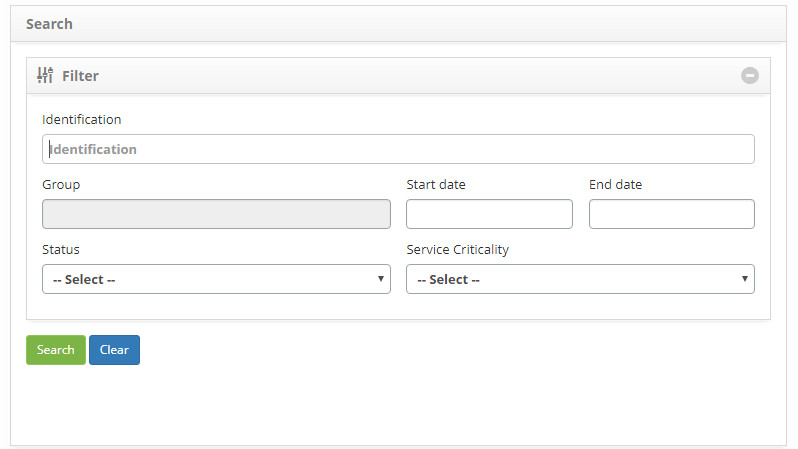 Search
Filter
Identification
Identification
Group Start date End date
Status Service Criticality
-- Select -- -- Select --
Search Clear